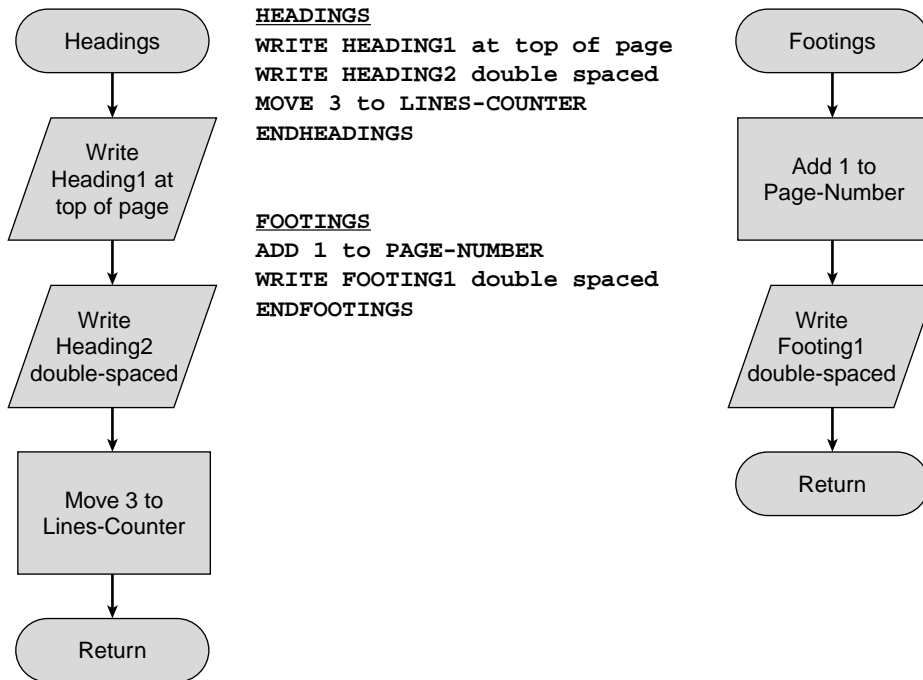 Headings
Write
Heading1 at
top of page
Write
Heading2
double-spaced
Move 3 to
Lines-Counter
Return
HEADINGS
WRITE HEADING1 at top of page
WRITE HEADING2 double spaced
MOVE 3 to LINES-COUNTER
ENDHEADINGS
FOOTINGS
ADD 1 to PAGE-NUMBER
WRITE FOOTING1 double spaced
ENDFOOTINGS
Footings
Add 1 to
Page-Number
Write
Footing1
double-spaced
Return